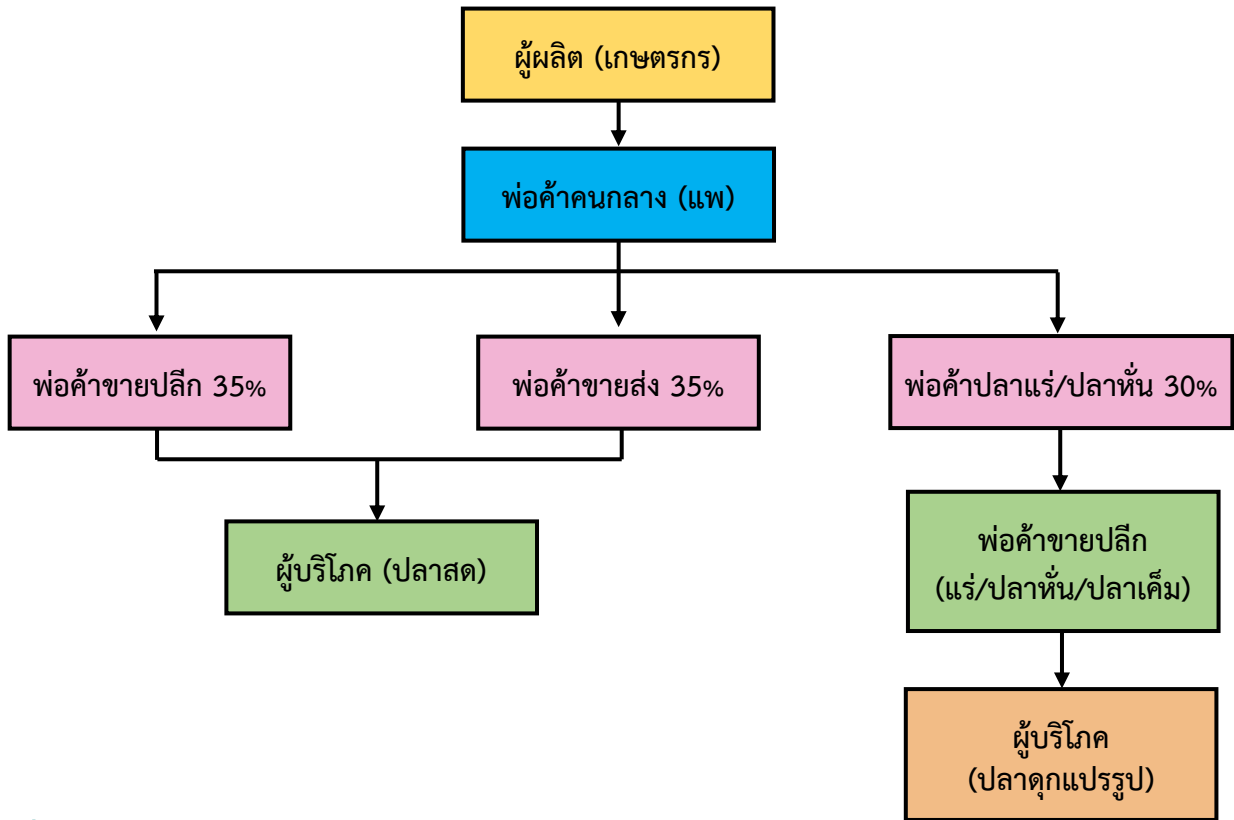 ผู้ผลิต (เกษตรกร)
พ่อค้าคนกลาง (แพ)
พ่อค้าขายปลีก 35%
พ่อค้าขายส่ง 35%
พ่อค้าปลาแร่/ปลาหั่น 30%
ผู้บริโภค (ปลาสด)
พ่อค้าขายปลีก
(แร่/ปลาหั่น/ปลาเค็ม)
ผู้บริโภค
(ปลาดุกแปรรูป)